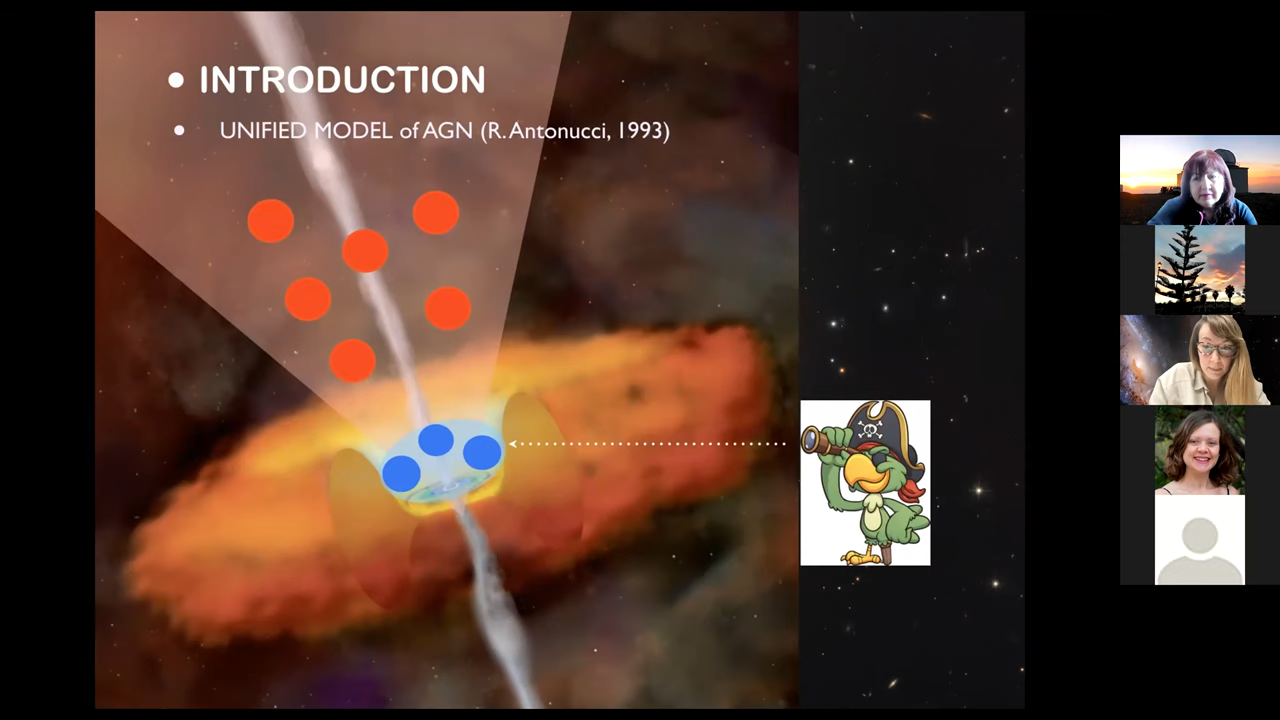 • INTRODUCTION
• UNIFIED MODEL of AGN (R. Antonucci, 1993)